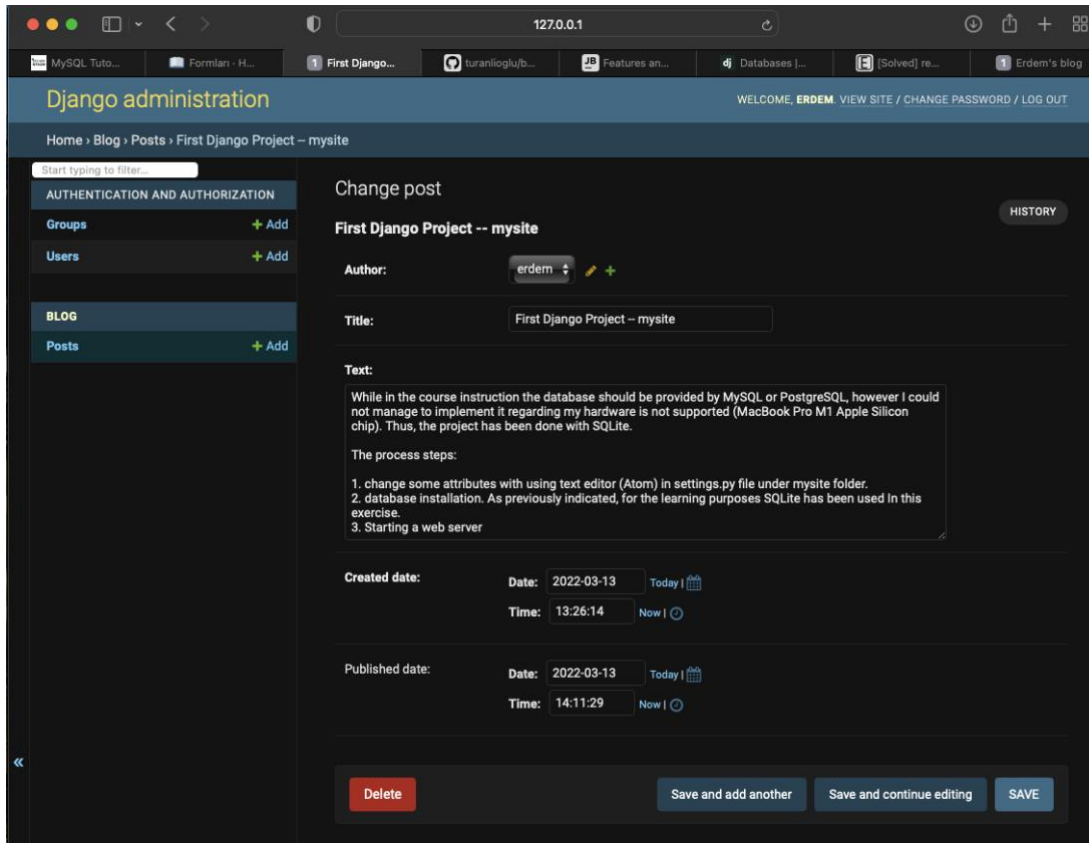 127.0.0.1
MySQL Tuto...
Formları - H...
1 First Django...
turanlioglu/b...
JB Features an...
dj Databases |...
E [Solved] re...
1 Erdem's blog
Django administration
WELCOME, ERDEM. VIEW SITE / CHANGE PASSWORD / LOG OUT
Home › Blog › Posts › First Django Project -- mysite
Start typing to filter...
AUTHENTICATION AND AUTHORIZATION
Groups + Add
Users + Add
BLOG
Posts + Add
«
Change post
HISTORY
First Django Project -- mysite
Author: erdem
Title: First Django Project -- mysite
Text:
While in the course instruction the database should be provided by MySQL or PostgreSQL, however I could
not manage to implement it regarding my hardware is not supported (MacBook Pro M1 Apple Silicon
chip). Thus, the project has been done with SQLite.
The process steps:
1. change some attributes with using text editor (Atom) in settings.py file under mysite folder.
2. database installation. As previously indicated, for the learning purposes SQLite has been used In this
exercise.
3. Starting a web server
Created date: Date: 2022-03-13 Today |
Time: 13:26:14 Now |
Published date: Date: 2022-03-13 Today |
Time: 14:11:29 Now |
Delete Save and add another Save and continue editing SAVE